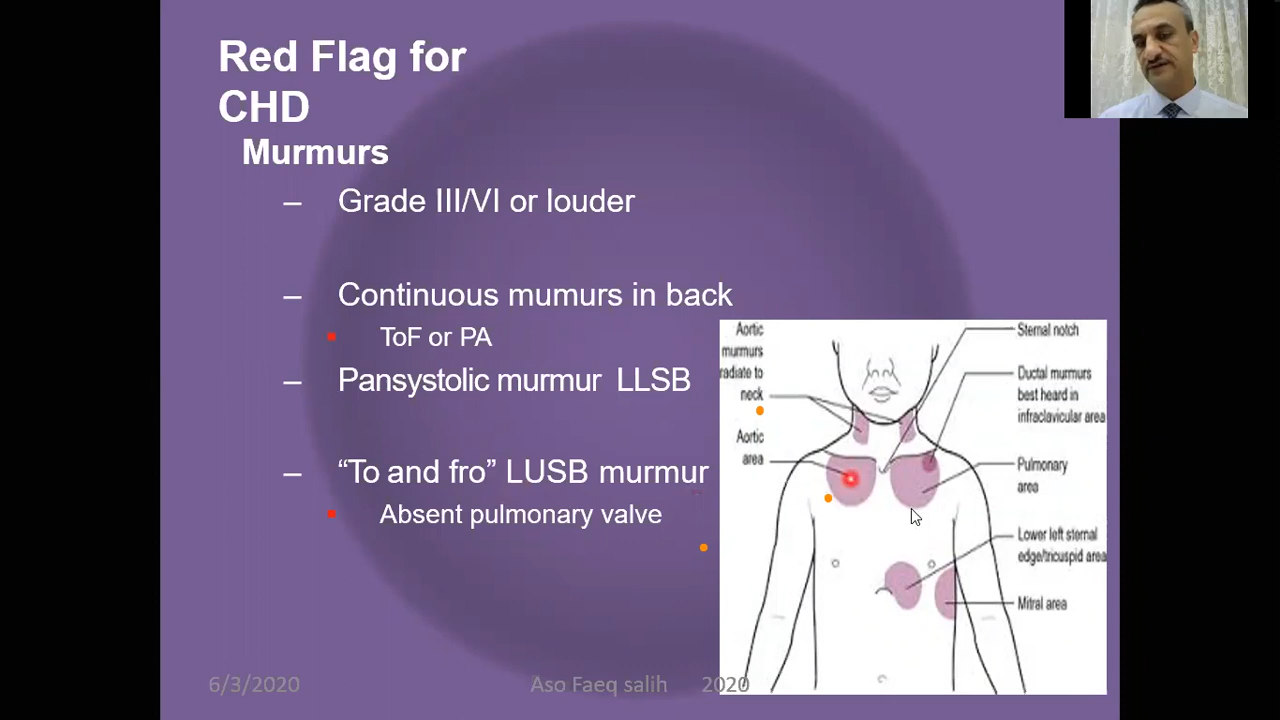 Red Flag for
CHD
Murmurs
– Grade III/VI or louder
– Continuous mumurs in back
• ToF or PA
– Pansystolic murmur LLSB
– “To and fro” LUSB murmur
• Absent pulmonary valve
Aortic
murmurs
radiate to
neck
Aortic
area
Sternal notch
Ductal murmurs
best heard in
infraclavicular area
Pulmonary
area
Lower left sternal
edge/tricuspid area
Mitral area
6/3/2020
Aso Faeq salih 2020